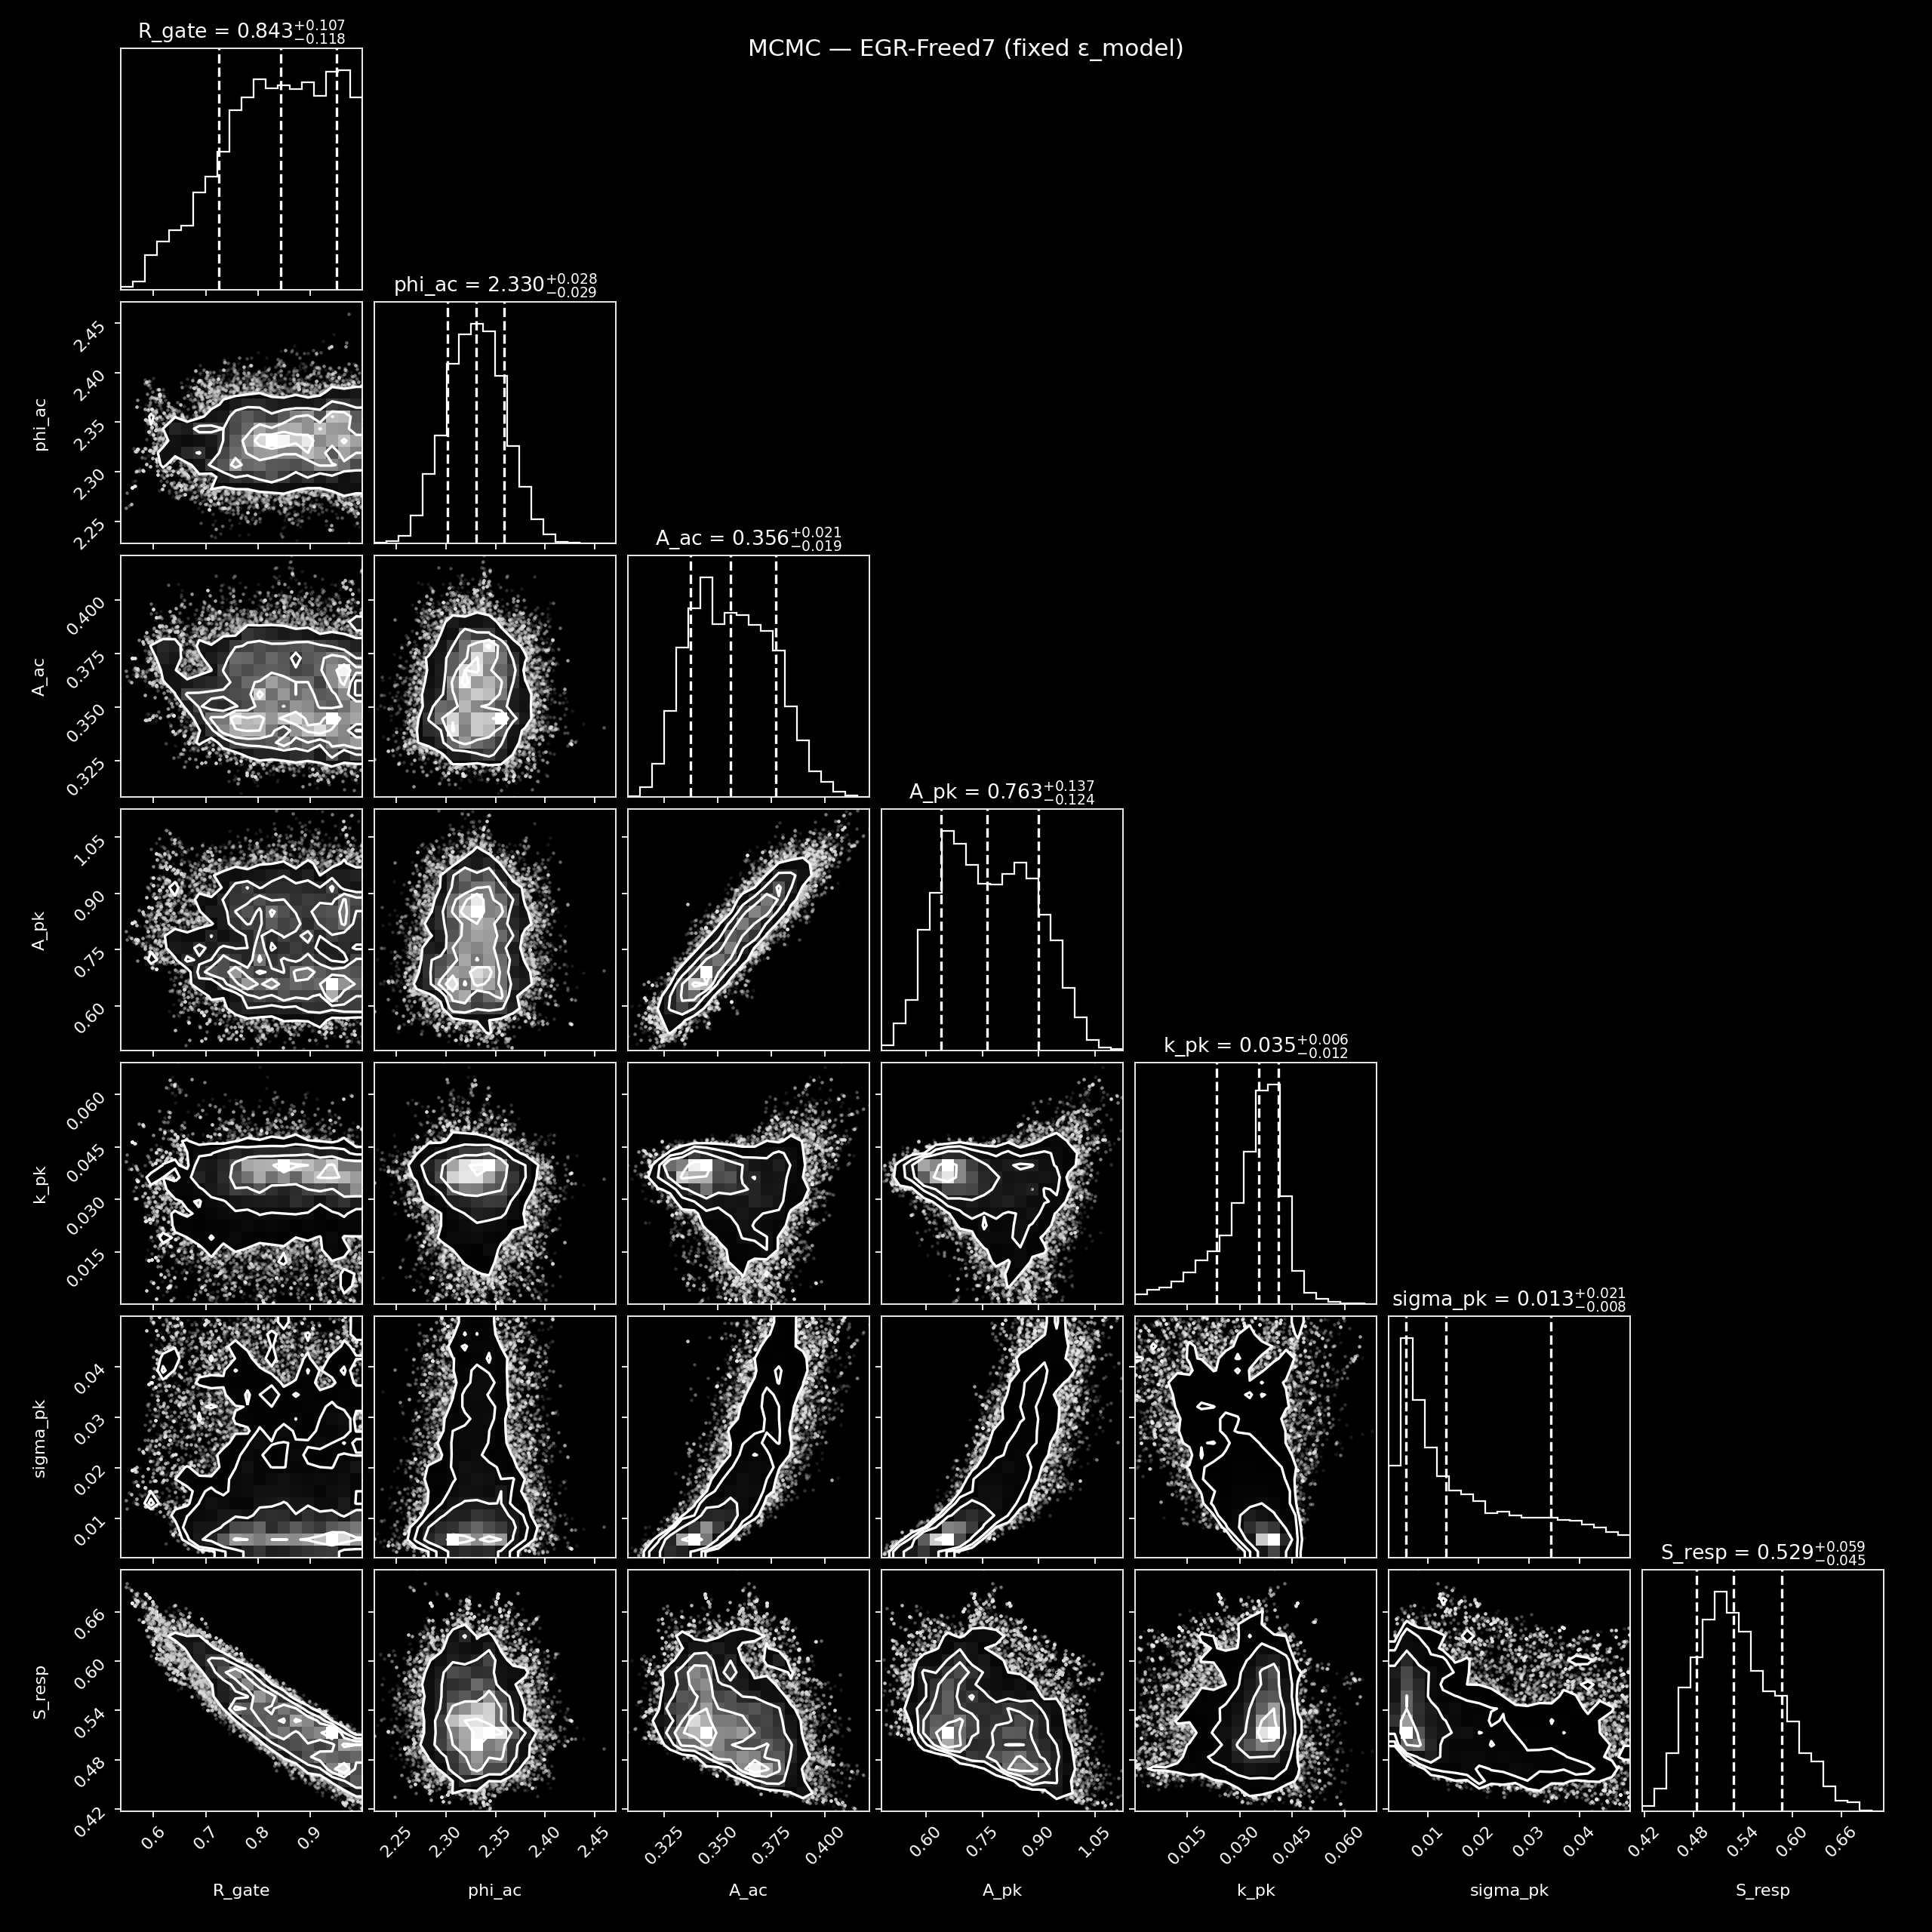 MCMC — EGR-Freed7 (fixed ε_model)
R_gate = 0.843+0.107−0.118
phi_ac = 2.330+0.028−0.029
phi_ac
2.45
2.40
2.35
2.30
2.25
A_ac = 0.356+0.021−0.019
A_ac
0.400
0.375
0.350
0.325
A_pk = 0.763+0.137−0.124
A_pk
1.05
0.90
0.75
0.60
k_pk = 0.035+0.006−0.012
k_pk
0.060
0.045
0.030
0.015
sigma_pk = 0.013+0.021−0.008
sigma_pk
0.04
0.03
0.02
0.01
S_resp = 0.529+0.059−0.045
S_resp
0.66
0.60
0.54
0.48
0.42
0.6 0.7 0.8 0.9
2.25 2.30 2.35 2.40 2.45
0.325 0.350 0.375 0.400
0.60 0.75 0.90 1.05
0.015 0.030 0.045 0.060
0.01 0.02 0.03 0.04
0.42 0.48 0.54 0.60 0.66
R_gate phi_ac A_ac A_pk k_pk sigma_pk S_resp